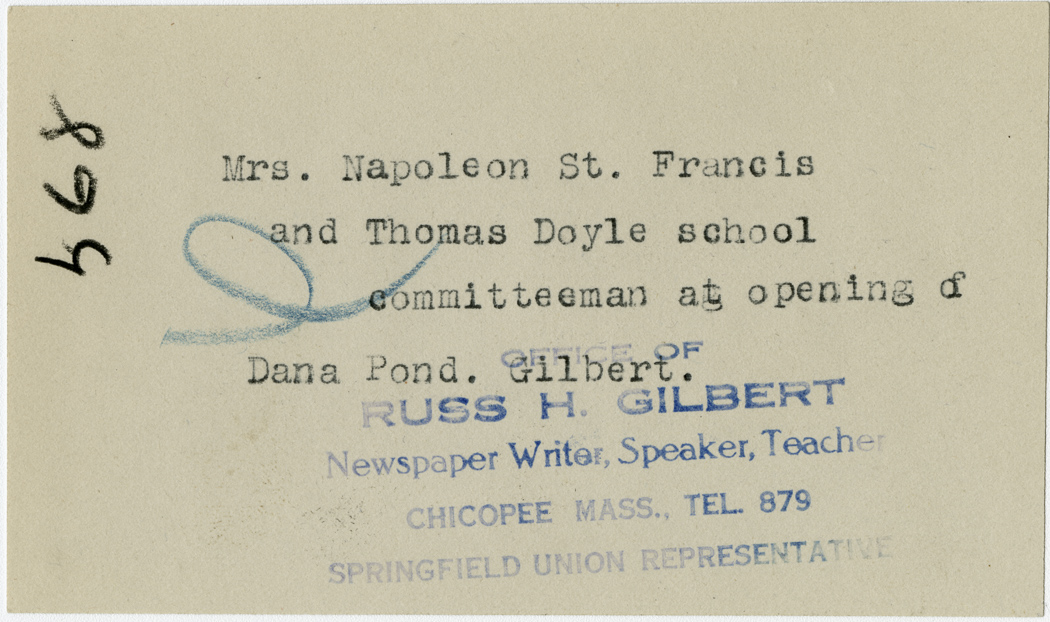 568
Mrs. Napoleon St. Francis
and Thomas Doyle school
committeeman at opening of
Dana Pond. Gilbert.
OFFICE OF
RUSS H. GILBERT
Newspaper Writer, Speaker, Teacher
CHICOPEE MASS., TEL. 879
SPRINGFIELD UNION REPRESENTATIVE